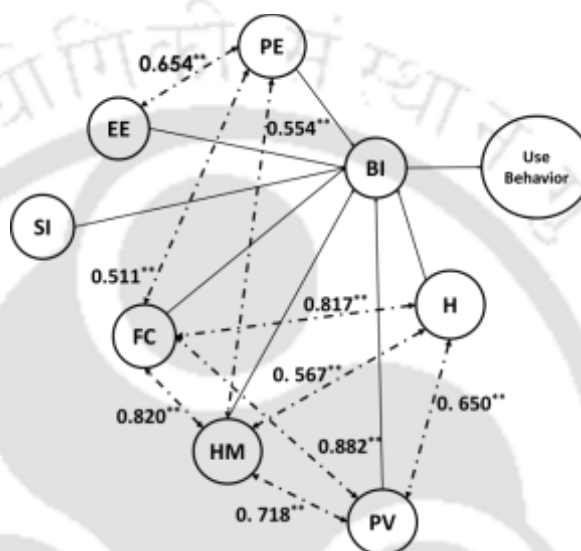 PE
0.654**
EE
0.554**
BI
Use
Behavior
SI
0.511**
0.817**
H
FC
0. 567**
0. 650**
0.820**
HM
0.882**
0. 718**
PV